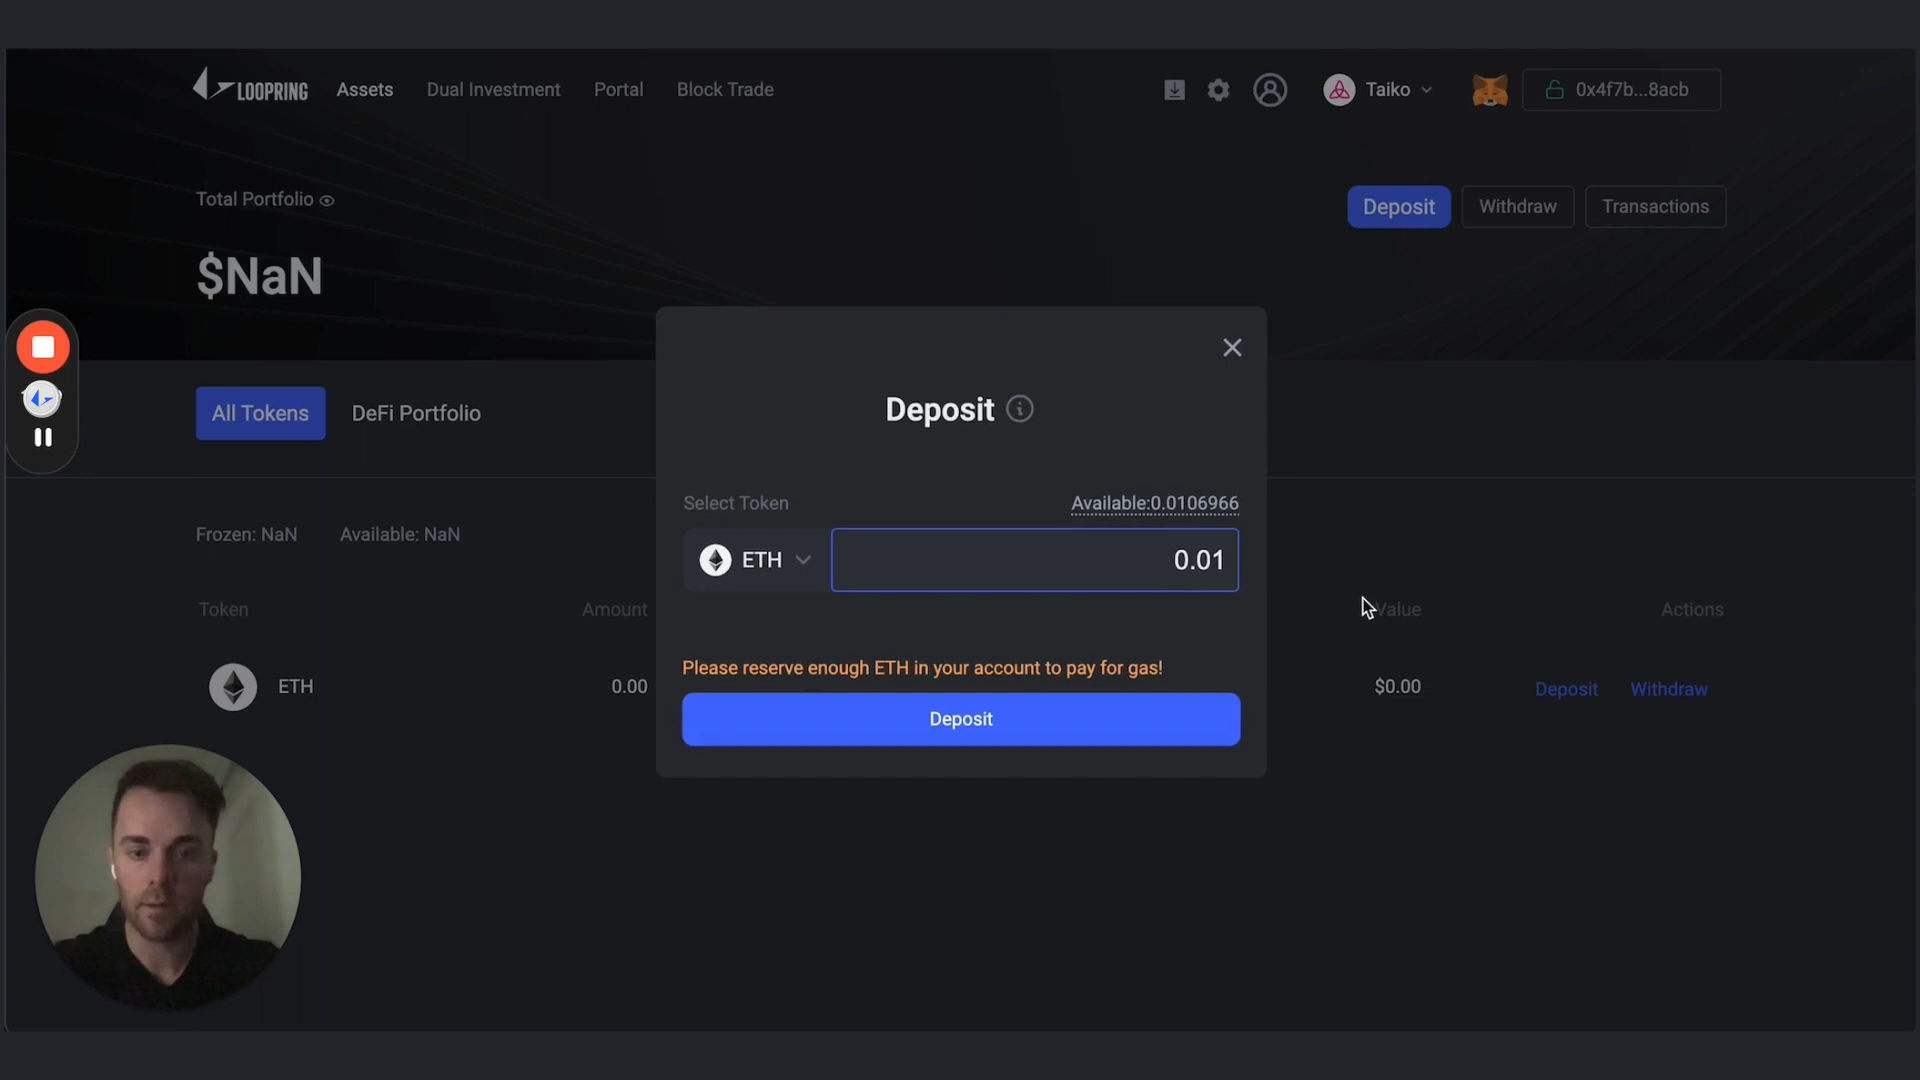 LOOPRING
Assets
Dual Investment
Portal
Block Trade
Taiko
0x4f7b...8acb
Total Portfolio
Deposit
Withdraw
Transactions
$NaN
All Tokens
DeFi Portfolio
Deposit
Select Token
Available:0.0106966
Frozen: NaN
Available: NaN
ETH
0.01
Token
Amount
Value
Actions
Please reserve enough ETH in your account to pay for gas!
ETH
0.00
$0.00
Deposit
Withdraw
Deposit